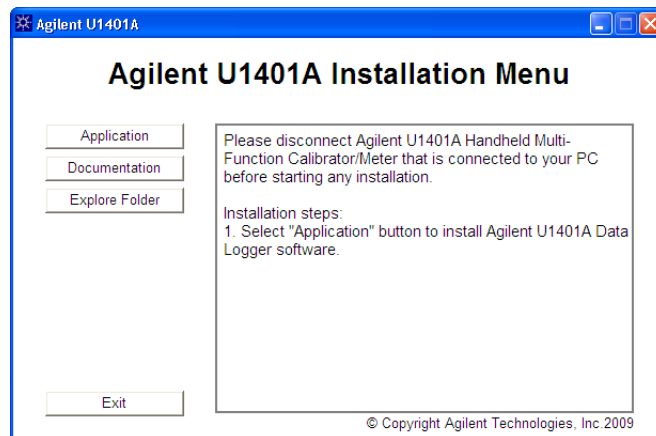 Agilent U1401A
Agilent U1401A Installation Menu
Application
Documentation
Explore Folder
Exit
Please disconnect Agilent U1401A Handheld Multi-
Function Calibrator/Meter that is connected to your PC
before starting any installation.
Installation steps:
1. Select "Application" button to install Agilent U1401A Data
Logger software.
© Copyright Agilent Technologies, Inc.2009